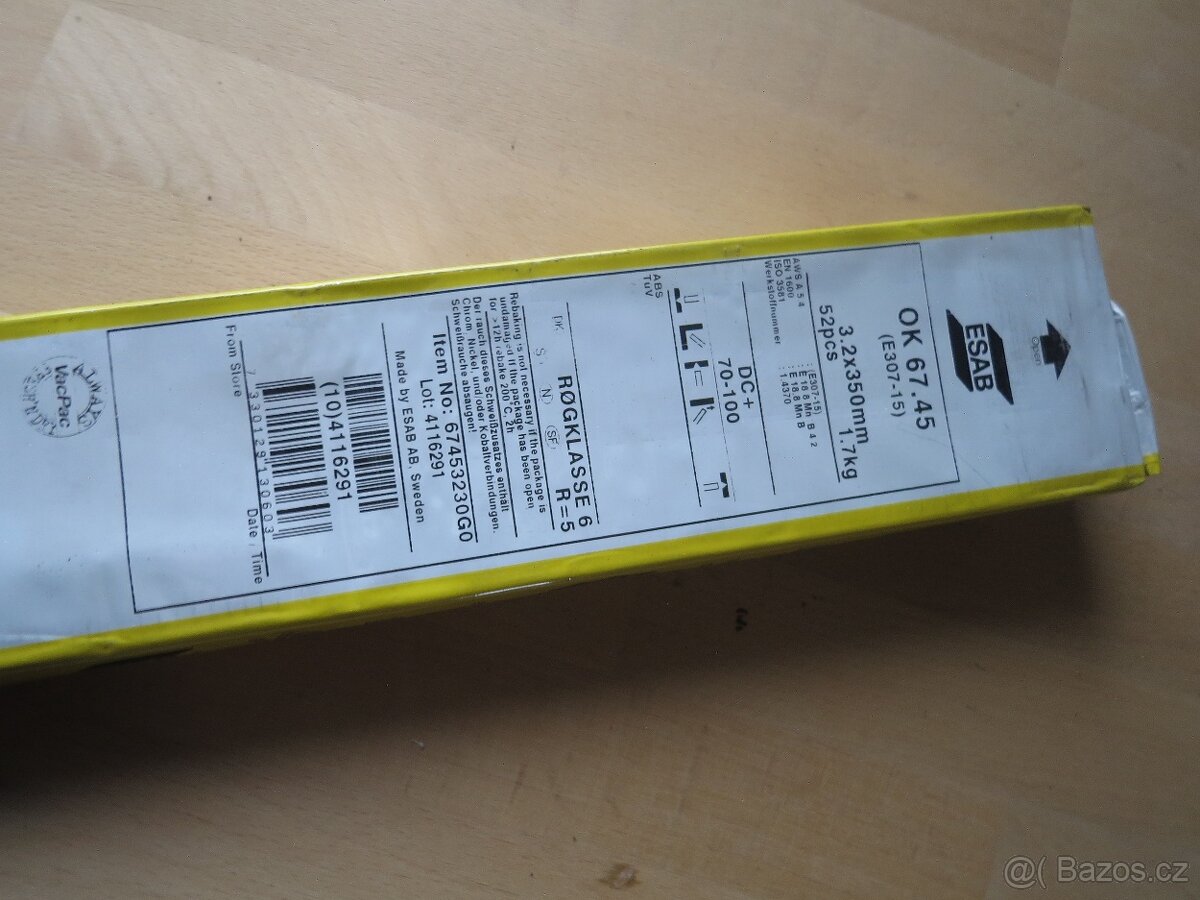 Open
ESAB
OK 67.45
(E307-15)
3.2x350mm
52pcs 1.7kg
AWS A 5.4 : (E307-15)
EN 1600 : E 18 8 Mn B 4 2
ISO 3581 : E 18.8 Mn B
Werkstoffnummer : 1.4370
DC+
70-100
ABS
TüV
RØGKLASSE 6
R=5
DK S N SF
Rebaking is not necessary if the package is
undamaged if the package has been open
for >12h rebake 200°C, 2h
Der rauch dieses Schweißzusatzes enthält
Chrom, Nickel, und/oder Kobaltverbindungen.
Schweißrauche absaugen!
Item No: 67453230G0
Lot: 4116291
Made by ESAB AB, Sweden
(10)4116291
7 330129 130603
From Store Date / Time
VacPac
@( Bazos.cz